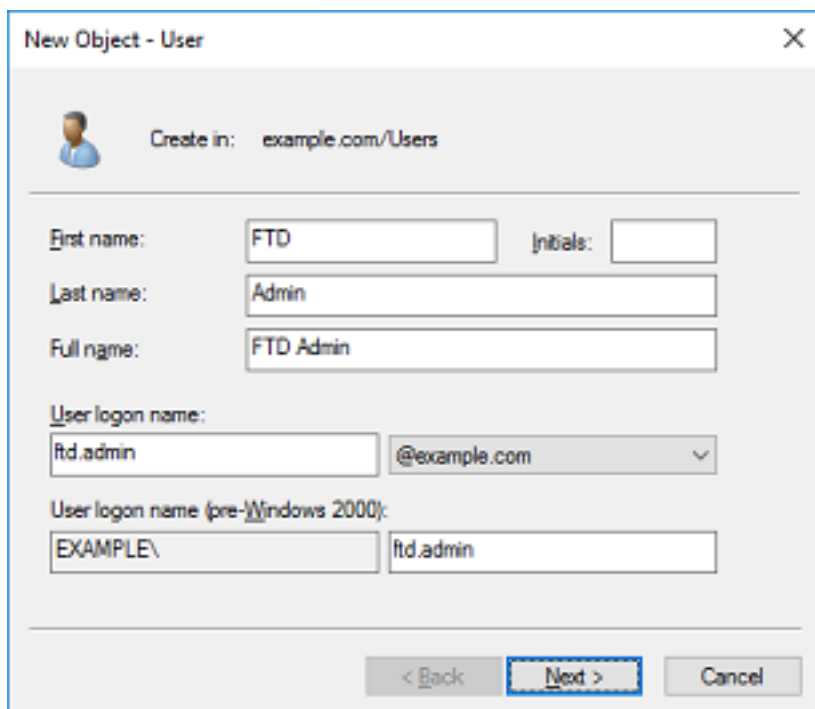 New Object - User
Create in: example.com/Users
First name: FTD Initials:
Last name: Admin
Full name: FTD Admin
User logon name:
ftd.admin @example.com
User logon name (pre-Windows 2000):
EXAMPLE\ ftd.admin
< Back Next > Cancel